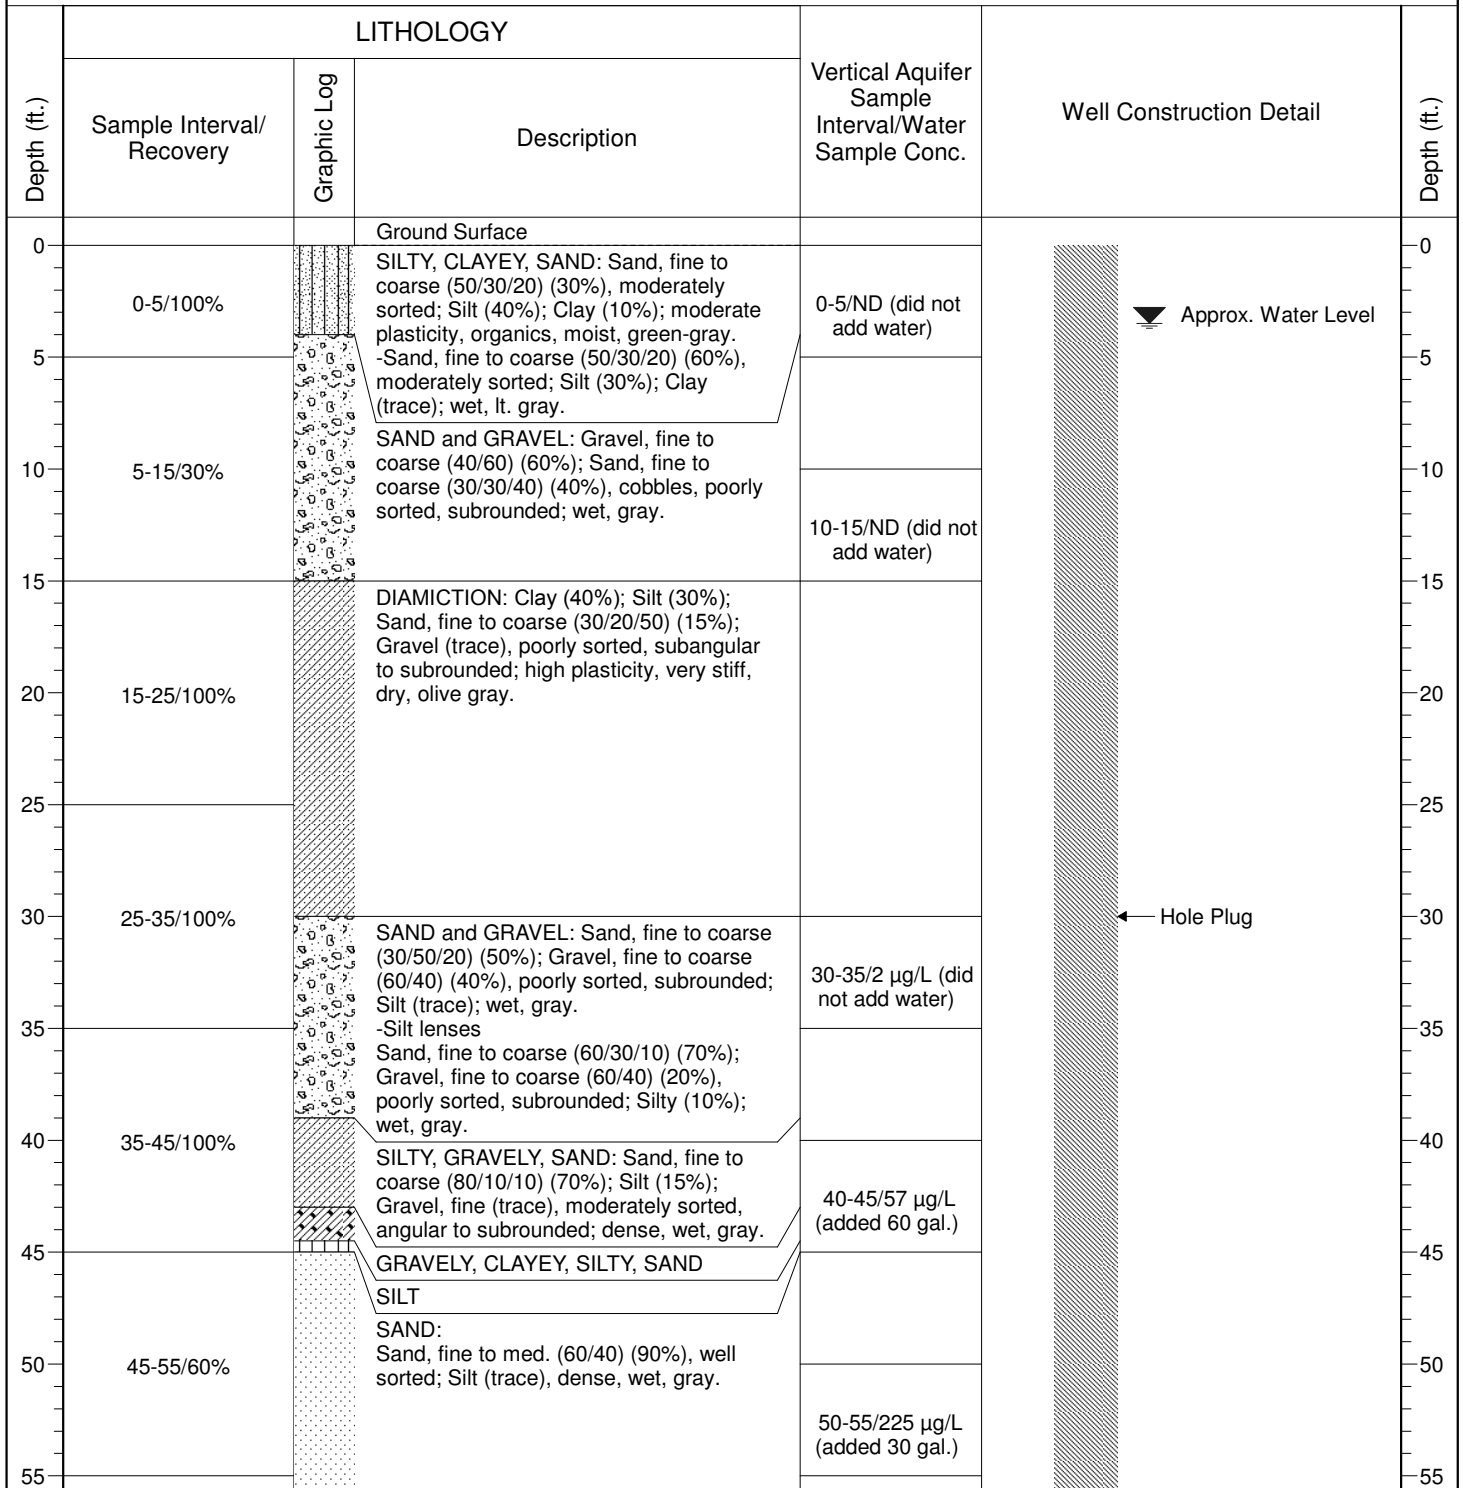 LITHOLOGY
Depth (ft.)
Sample Interval/
Recovery
Graphic Log
Description
Vertical Aquifer
Sample
Interval/Water
Sample Conc.
Well Construction Detail
Depth (ft.)
Ground Surface
0
0
SILTY, CLAYEY, SAND: Sand, fine to
coarse (50/30/20) (30%), moderately
sorted; Silt (40%); Clay (10%); moderate
plasticity, organics, moist, green-gray.
-Sand, fine to coarse (50/30/20) (60%),
moderately sorted; Silt (30%); Clay
(trace); wet, lt. gray.
0-5/100%
0-5/ND (did not
add water)
Approx. Water Level
5
5
SAND and GRAVEL: Gravel, fine to
coarse (40/60) (60%); Sand, fine to
coarse (30/30/40) (40%), cobbles, poorly
sorted, subrounded; wet, gray.
5-15/30%
10
10
10-15/ND (did not
add water)
15
15
DIAMICTION: Clay (40%); Silt (30%);
Sand, fine to coarse (30/20/50) (15%);
Gravel (trace), poorly sorted, subangular
to subrounded; high plasticity, very stiff,
dry, olive gray.
15-25/100%
20
20
25
25
25-35/100%
30
Hole Plug
30
SAND and GRAVEL: Sand, fine to coarse
(30/50/20) (50%); Gravel, fine to coarse
(60/40) (40%), poorly sorted, subrounded;
Silt (trace); wet, gray.
-Silt lenses
Sand, fine to coarse (60/30/10) (70%);
Gravel, fine to coarse (60/40) (20%),
poorly sorted, subrounded; Silty (10%);
wet, gray.
30-35/2 µg/L (did
not add water)
35
35
35-45/100%
40
40
SILTY, GRAVELY, SAND: Sand, fine to
coarse (80/10/10) (70%); Silt (15%);
Gravel, fine (trace), moderately sorted,
angular to subrounded; dense, wet, gray.
40-45/57 µg/L
(added 60 gal.)
45
45
GRAVELY, CLAYEY, SILTY, SAND
SILT
SAND:
Sand, fine to med. (60/40) (90%), well
sorted; Silt (trace), dense, wet, gray.
45-55/60%
50
50
50-55/225 µg/L
(added 30 gal.)
55
55